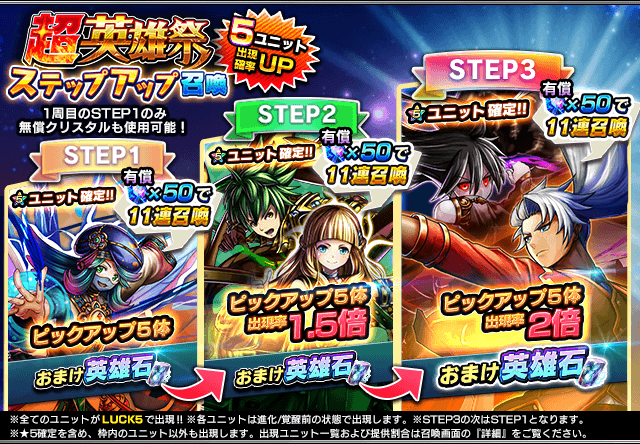 超英雄祭
ステップアップ召喚
5ユニット
出現確率UP
1周目のSTEP1のみ
無償クリスタルも使用可能！
STEP1
★5ユニット確定!!
有償
×50で
11連召喚
ピックアップ5体
おまけ英雄石
STEP2
★5ユニット確定!!
有償
×50で
11連召喚
ピックアップ5体
出現率1.5倍
おまけ英雄石
STEP3
★5ユニット確定!!
有償
×50で
11連召喚
ピックアップ5体
出現率2倍
おまけ英雄石
※全てのユニットがLUCK5で出現!! ※各ユニットは進化/覚醒前の状態で出現します。※STEP3の次はSTEP1となります。
※★5確定を含め、枠内のユニット以外も出現します。出現ユニット一覧および提供割合は召喚画面の『詳細』をご覧ください。